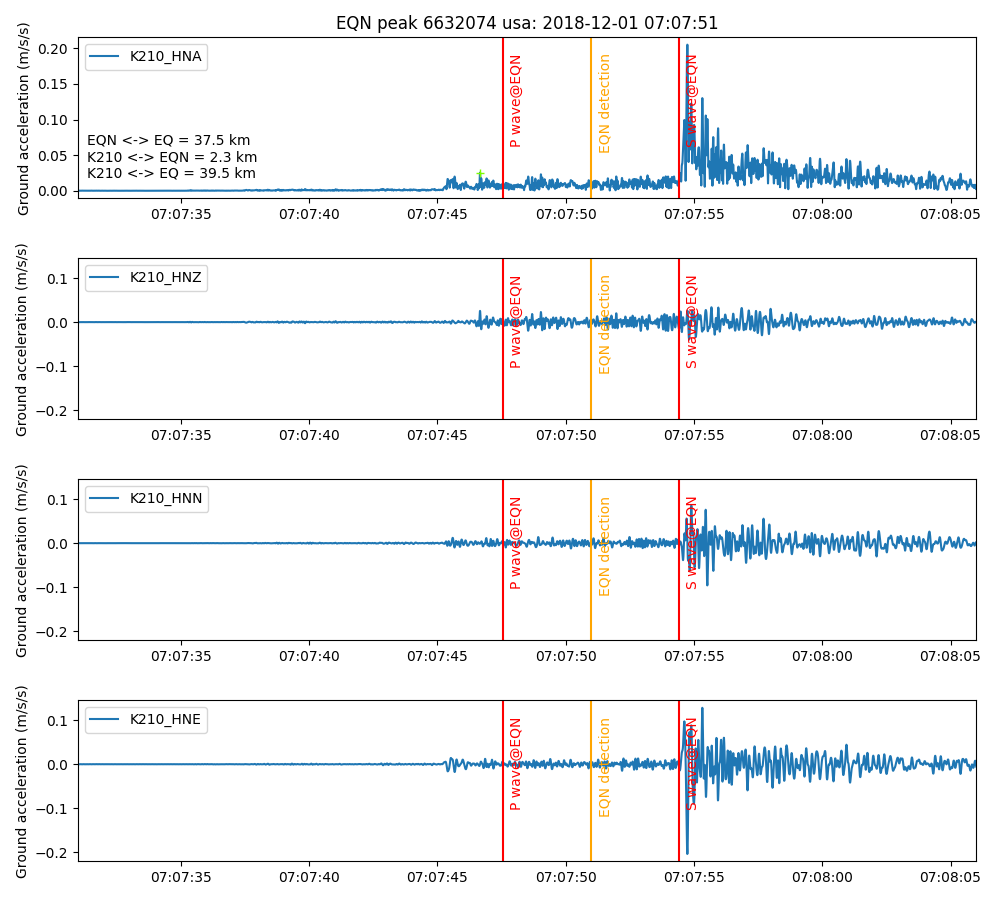 EQN peak 6632074 usa: 2018-12-01 07:07:51
Ground acceleration (m/s/s)
0.20
0.15
0.10
0.05
0.00
K210_HNA
EQN <-> EQ = 37.5 km
K210 <-> EQN = 2.3 km
K210 <-> EQ = 39.5 km
P wave@EQN
EQN detection
S wave@EQN
07:07:35 07:07:40 07:07:45 07:07:50 07:07:55 07:08:00 07:08:05
Ground acceleration (m/s/s)
0.1
0.0
−0.1
−0.2
K210_HNZ
P wave@EQN
EQN detection
S wave@EQN
07:07:35 07:07:40 07:07:45 07:07:50 07:07:55 07:08:00 07:08:05
Ground acceleration (m/s/s)
0.1
0.0
−0.1
−0.2
K210_HNN
P wave@EQN
EQN detection
S wave@EQN
07:07:35 07:07:40 07:07:45 07:07:50 07:07:55 07:08:00 07:08:05
Ground acceleration (m/s/s)
0.1
0.0
−0.1
−0.2
K210_HNE
P wave@EQN
EQN detection
S wave@EQN
07:07:35 07:07:40 07:07:45 07:07:50 07:07:55 07:08:00 07:08:05